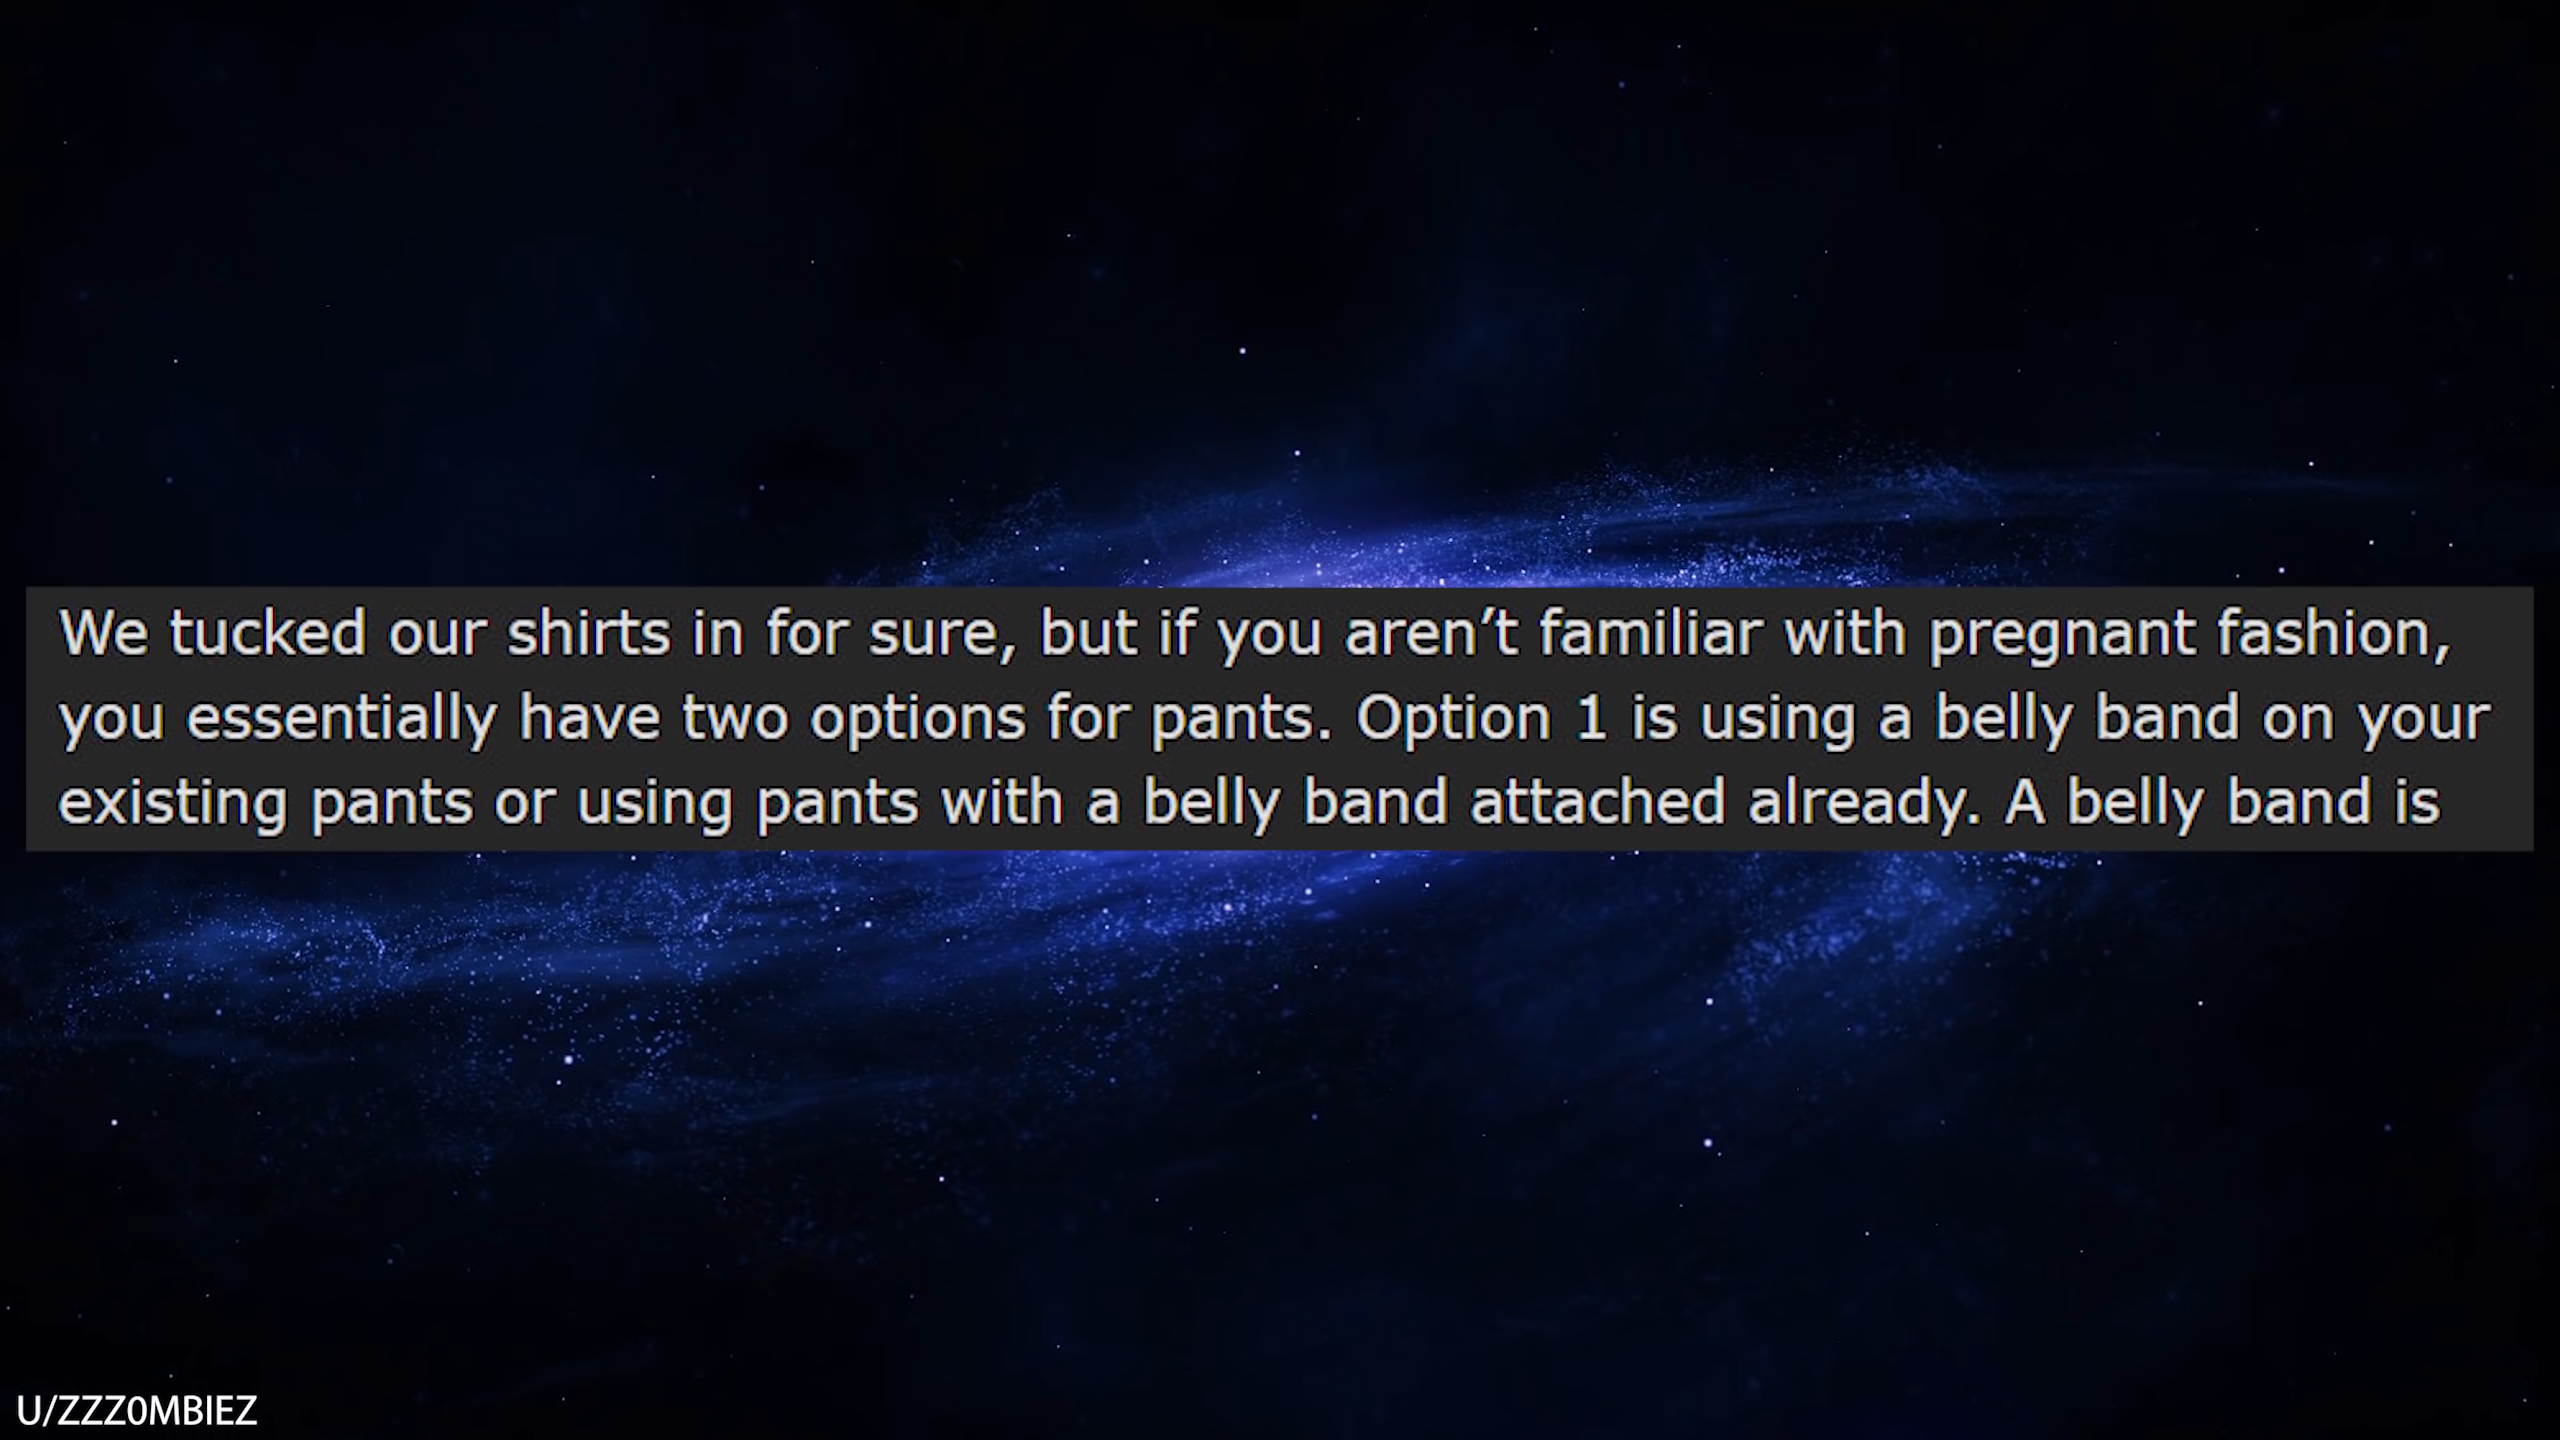 We tucked our shirts in for sure, but if you aren’t familiar with pregnant fashion,
you essentially have two options for pants. Option 1 is using a belly band on your
existing pants or using pants with a belly band attached already. A belly band is
U/ZZZ0MBIEZ